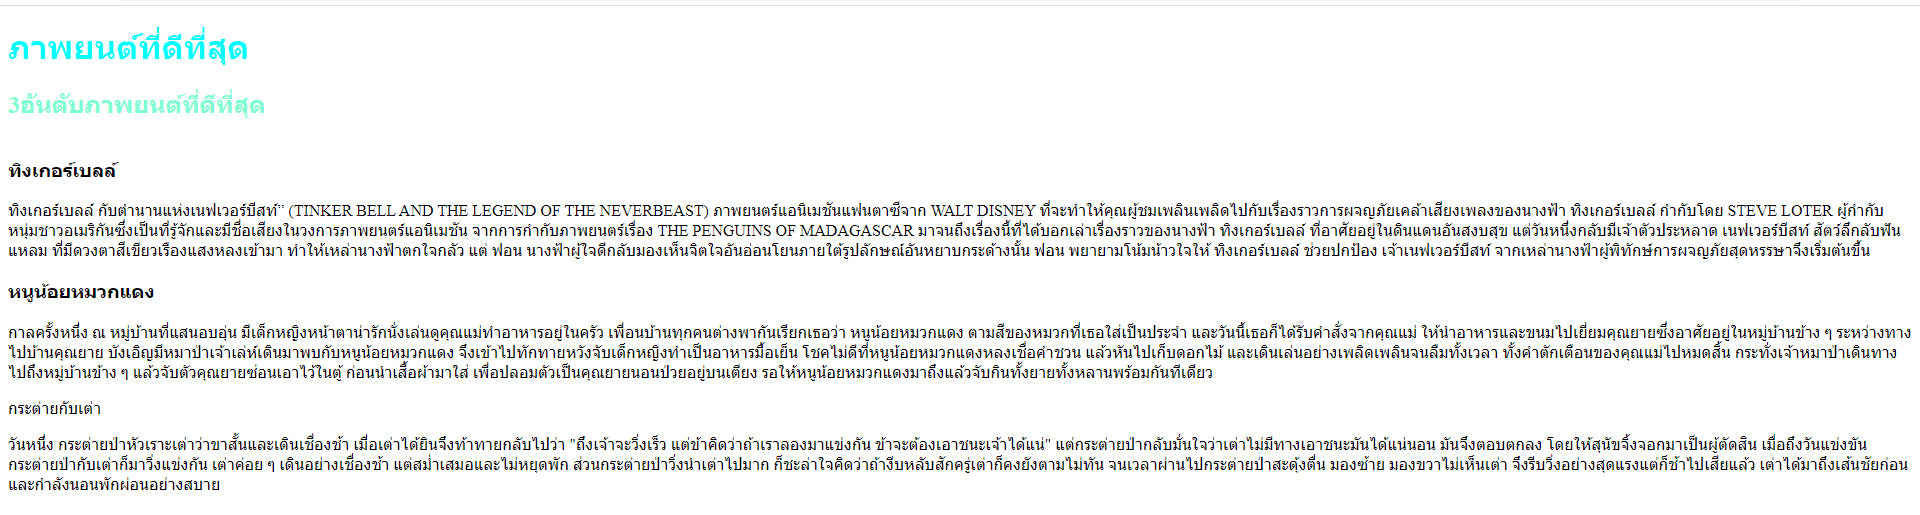 ภาพยนต์ที่ดีที่สุด
3อันดับภาพยนต์ที่ดีที่สุด
ทิงเกอร์เบลล์
ทิงเกอร์เบลล์ กับตำนานแห่งเนฟเวอร์บีสท์” (TINKER BELL AND THE LEGEND OF THE NEVERBEAST) ภาพยนตร์แอนิเมชันแฟนตาซีจาก WALT DISNEY ที่จะทำให้คุณผู้ชมเพลินเพลิดไปกับเรื่องราวการผจญภัยเคล้าเสียงเพลงของนางฟ้า ทิงเกอร์เบลล์ กำกับโดย STEVE LOTER ผู้กำกับ
หนุ่มชาวอเมริกันซึ่งเป็นที่รู้จักและมีชื่อเสียงในวงการภาพยนตร์แอนิเมชัน จากการกำกับภาพยนตร์เรื่อง THE PENGUINS OF MADAGASCAR มาจนถึงเรื่องนี้ที่ได้บอกเล่าเรื่องราวของนางฟ้า ทิงเกอร์เบลล์ ที่อาศัยอยู่ในดินแดนอันสงบสุข แต่วันหนึ่งกลับมีเจ้าตัวประหลาด เนฟเวอร์บีสท์ สัตว์ลึกลับฟัน
แหลม ที่มีดวงตาสีเขียวเรืองแสงหลงเข้ามา ทำให้เหล่านางฟ้าตกใจกลัว แต่ ฟอน นางฟ้าผู้ใจดีกลับมองเห็นจิตใจอันอ่อนโยนภายใต้รูปลักษณ์อันหยาบกระด้างนั้น ฟอน พยายามโน้มน้าวใจให้ ทิงเกอร์เบลล์ ช่วยปกป้อง เจ้าเนฟเวอร์บีสท์ จากเหล่านางฟ้าผู้พิทักษ์การผจญภัยสุดหรรษาจึงเริ่มต้นขึ้น
หนูน้อยหมวกแดง
กาลครั้งหนึ่ง ณ หมู่บ้านที่แสนอบอุ่น มีเด็กหญิงหน้าตาน่ารักนั่งเล่นดูคุณแม่ทำอาหารอยู่ในครัว เพื่อนบ้านทุกคนต่างพากันเรียกเธอว่า หนูน้อยหมวกแดง ตามสีของหมวกที่เธอใส่เป็นประจำ และวันนี้เธอก็ได้รับคำสั่งจากคุณแม่ ให้นำอาหารและขนมไปเยี่ยมคุณยายซึ่งอาศัยอยู่ในหมู่บ้านข้าง ๆ ระหว่างทาง
ไปบ้านคุณยาย บังเอิญมีหมาป่าเจ้าเล่ห์เดินมาพบกับหนูน้อยหมวกแดง จึงเข้าไปทักทายหวังจับเด็กหญิงทำเป็นอาหารมื้อเย็น โชคไม่ดีที่หนูน้อยหมวกแดงหลงเชื่อคำชวน แล้วหันไปเก็บดอกไม้ และเดินเล่นอย่างเพลิดเพลินจนลืมทั้งเวลา ทั้งคำตักเตือนของคุณแม่ไปหมดสิ้น กระทั่งเจ้าหมาป่าเดินทาง
ไปถึงหมู่บ้านข้าง ๆ แล้วจับตัวคุณยายซ่อนเอาไว้ในตู้ ก่อนนำเสื้อผ้ามาใส่ เพื่อปลอมตัวเป็นคุณยายนอนป่วยอยู่บนเตียง รอให้หนูน้อยหมวกแดงมาถึงแล้วจับกินทั้งยายทั้งหลานพร้อมกันทีเดียว
กระต่ายกับเต่า
วันหนึ่ง กระต่ายป่าหัวเราะเต่าว่าขาสั้นและเดินเชื่องช้า เมื่อเต่าได้ยินจึงท้าทายกลับไปว่า "ถึงเจ้าจะวิ่งเร็ว แต่ข้าคิดว่าถ้าเราลองมาแข่งกัน ข้าจะต้องเอาชนะเจ้าได้แน่" แต่กระต่ายป่ากลับมั่นใจว่าเต่าไม่มีทางเอาชนะมันได้แน่นอน มันจึงตอบตกลง โดยให้สุนัขจิ้งจอกมาเป็นผู้ตัดสิน เมื่อถึงวันแข่งขัน
กระต่ายป่ากับเต่าก็มาวิ่งแข่งกัน เต่าค่อย ๆ เดินอย่างเชื่องช้า แต่สม่ำเสมอและไม่หยุดพัก ส่วนกระต่ายป่าวิ่งนำเต่าไปมาก ก็ชะล่าใจคิดว่าถ้างีบหลับสักครู่เต่าก็คงยังตามไม่ทัน จนเวลาผ่านไปกระต่ายป่าสะดุ้งตื่น มองซ้าย มองขวาไม่เห็นเต่า จึงรีบวิ่งอย่างสุดแรงแต่ก็ช้าไปเสียแล้ว เต่าได้มาถึงเส้นชัยก่อน
และกำลังนอนพักผ่อนอย่างสบาย